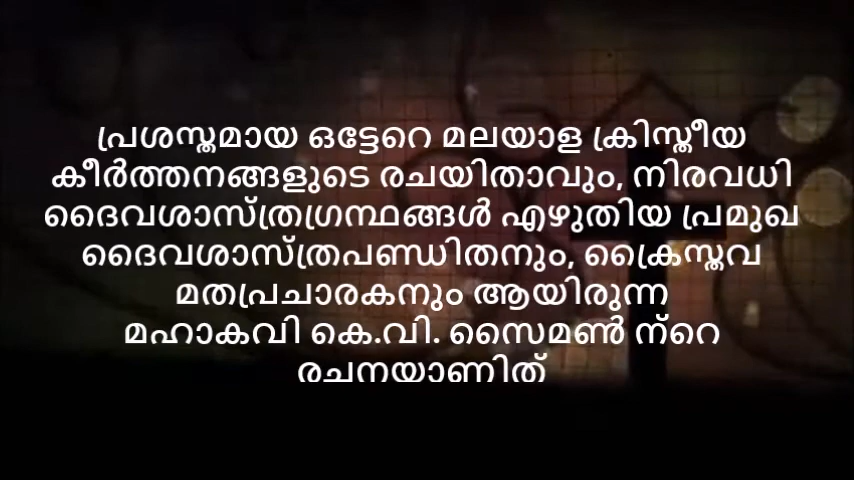 പ്രശസ്തമായ ഒട്ടേറെ മലയാള ക്രിസ്തീയ
കീർത്തനങ്ങളുടെ രചയിതാവും, നിരവധി
ദൈവശാസ്ത്രഗ്രന്ഥങ്ങൾ എഴുതിയ പ്രമുഖ
ദൈവശാസ്ത്രപണ്ഡിതനും, ക്രൈസ്തവ
മതപ്രചാരകനും ആയിരുന്ന
മഹാകവി കെ.വി. സൈമൺ ന്റെ
രചനയാണിത്